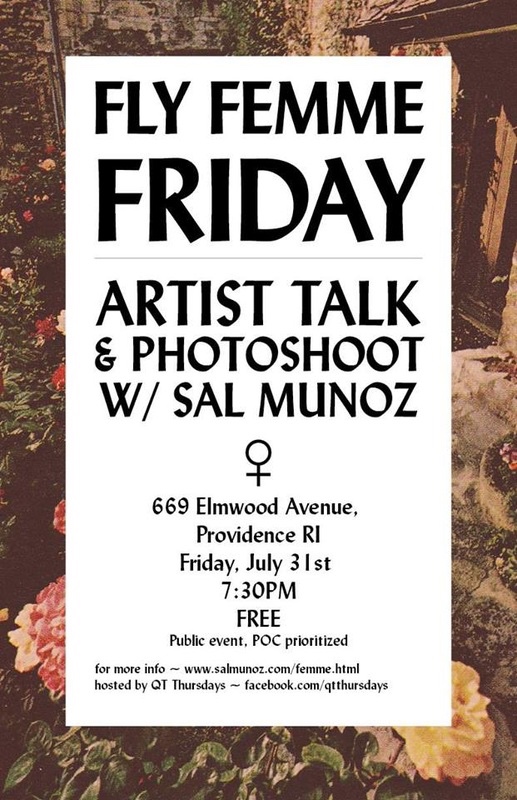 FLY FEMME
FRIDAY
ARTIST TALK
& PHOTOSHOOT
W/ SAL MUNOZ
♀
669 Elmwood Avenue,
Providence RI
Friday, July 31st
7:30PM
FREE
Public event, POC prioritized
for more info ~ www.salmunoz.com/femme.html
hosted by QT Thursdays ~ facebook.com/qtthursdays